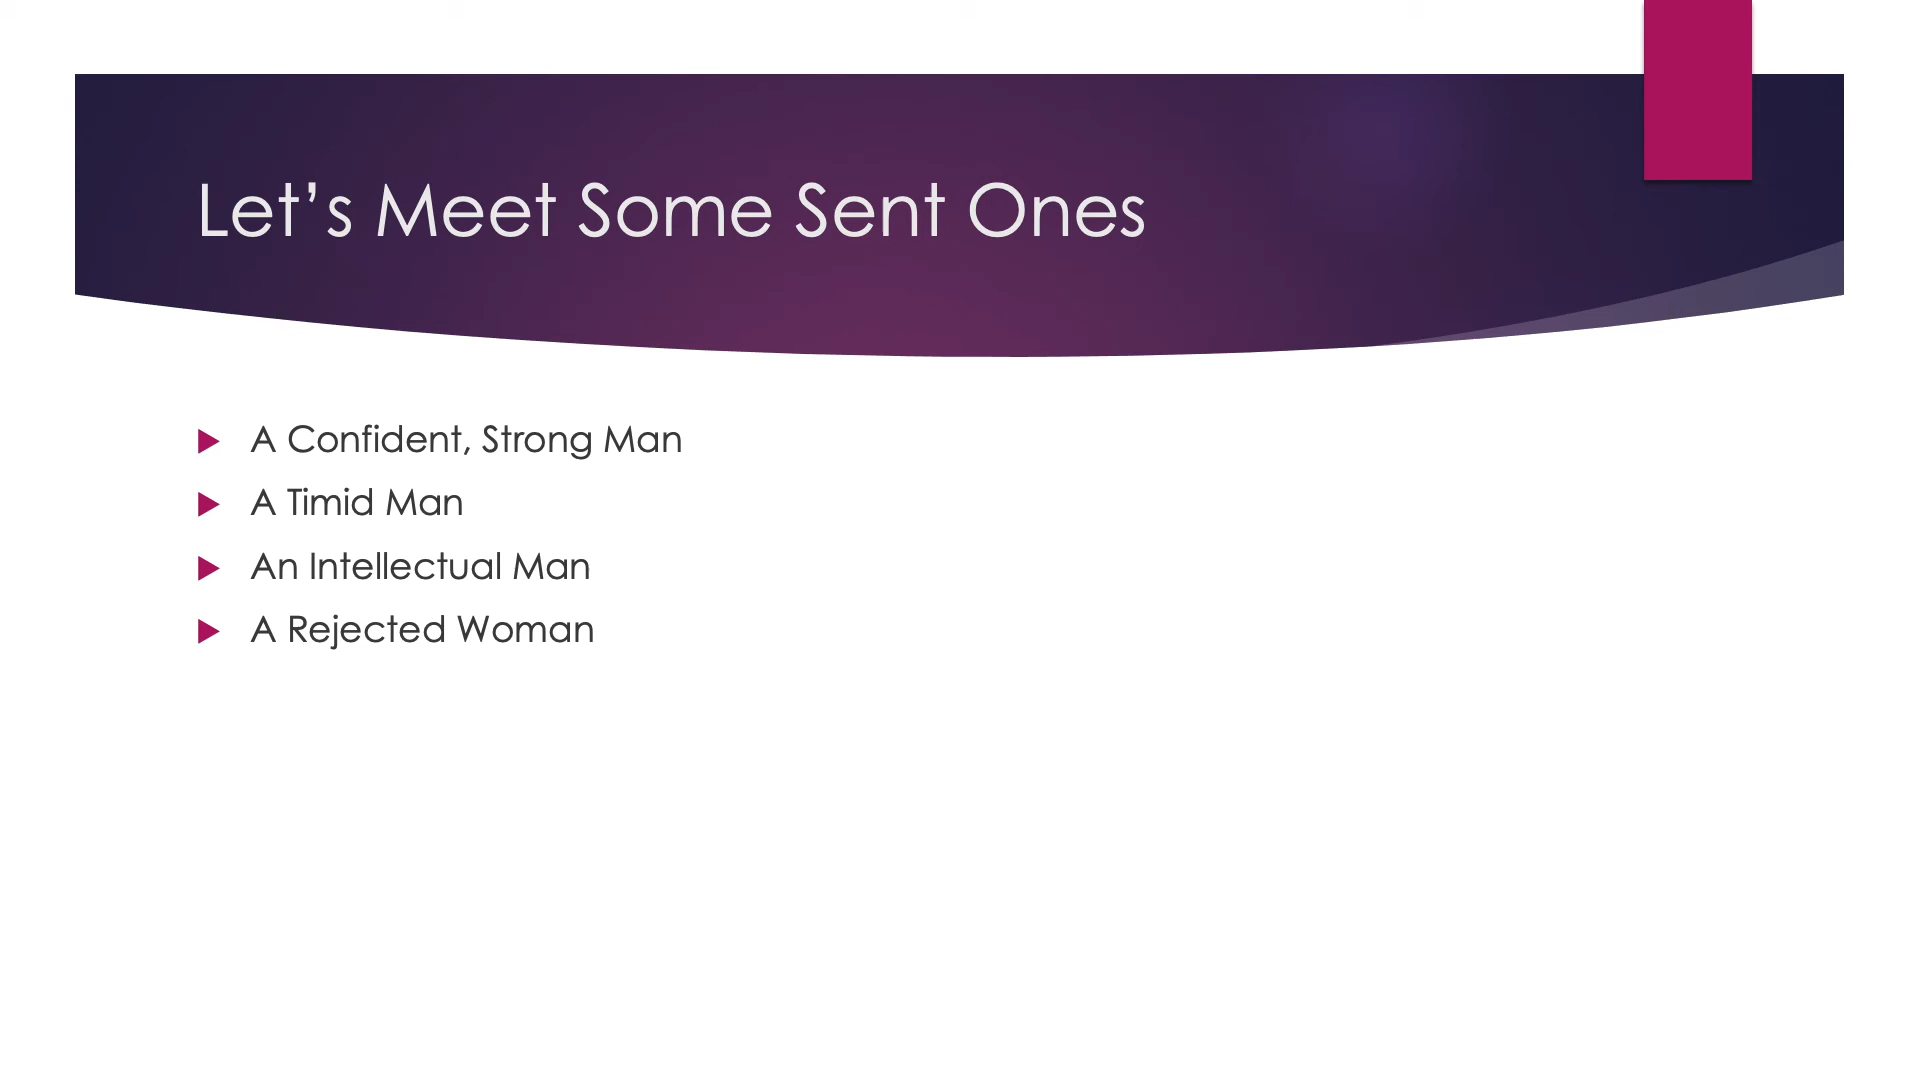 Let’s Meet Some Sent Ones
A Confident, Strong Man
A Timid Man
An Intellectual Man
A Rejected Woman